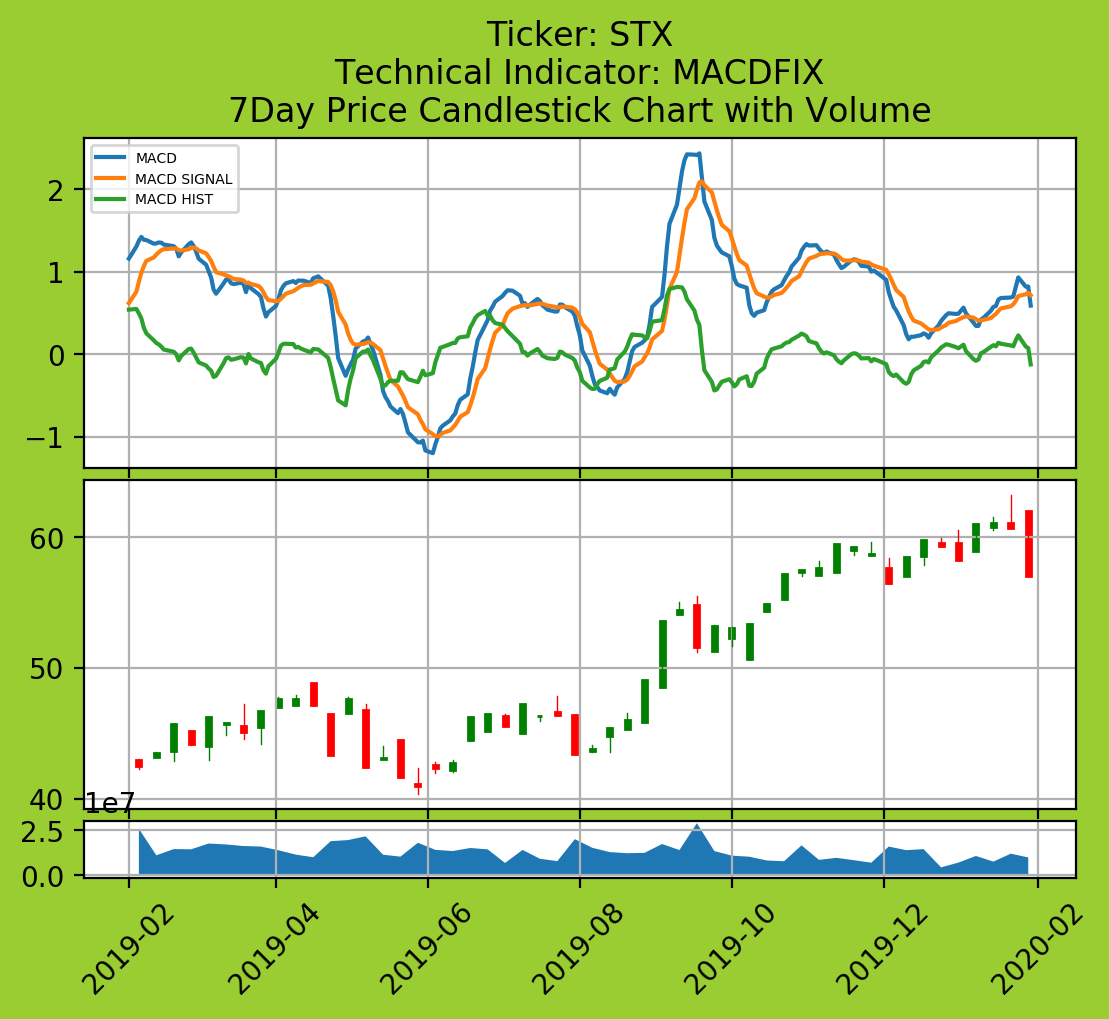 Ticker: STX
Technical Indicator: MACDFIX
7Day Price Candlestick Chart with Volume
MACD
MACD SIGNAL
MACD HIST
2
1
0
−1
60
50
40
1e7
2.5
0.0
2019-02
2019-04
2019-06
2019-08
2019-10
2019-12
2020-02